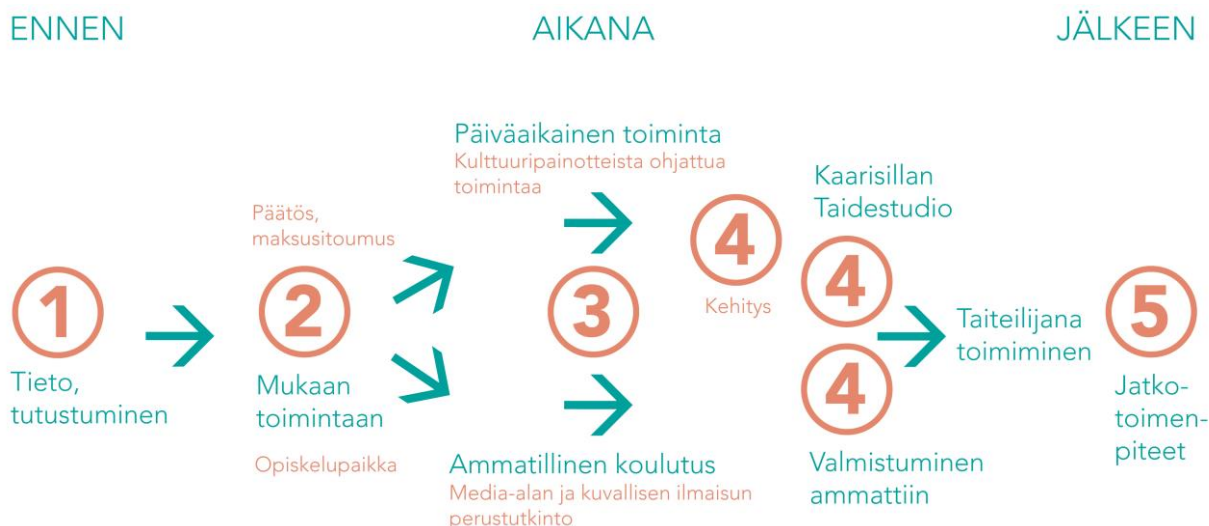 ENNEN
AIKANA
JÄLKEEN
1
Tieto,
tutustuminen
Päätös,
maksusitoumus
2
Mukaan
toimintaan
Opiskelupaikka
Päiväaikainen toiminta
Kulttuuripainotteista ohjattua
toimintaa
3
Ammatillinen koulutus
Media-alan ja kuvallisen ilmaisun
perustutkinto
4
Kehitys
Kaarisillan
Taidestudio
4
4
Valmistuminen
ammattiin
Taiteilijana
toimiminen
5
Jatko-
toimen-
piteet